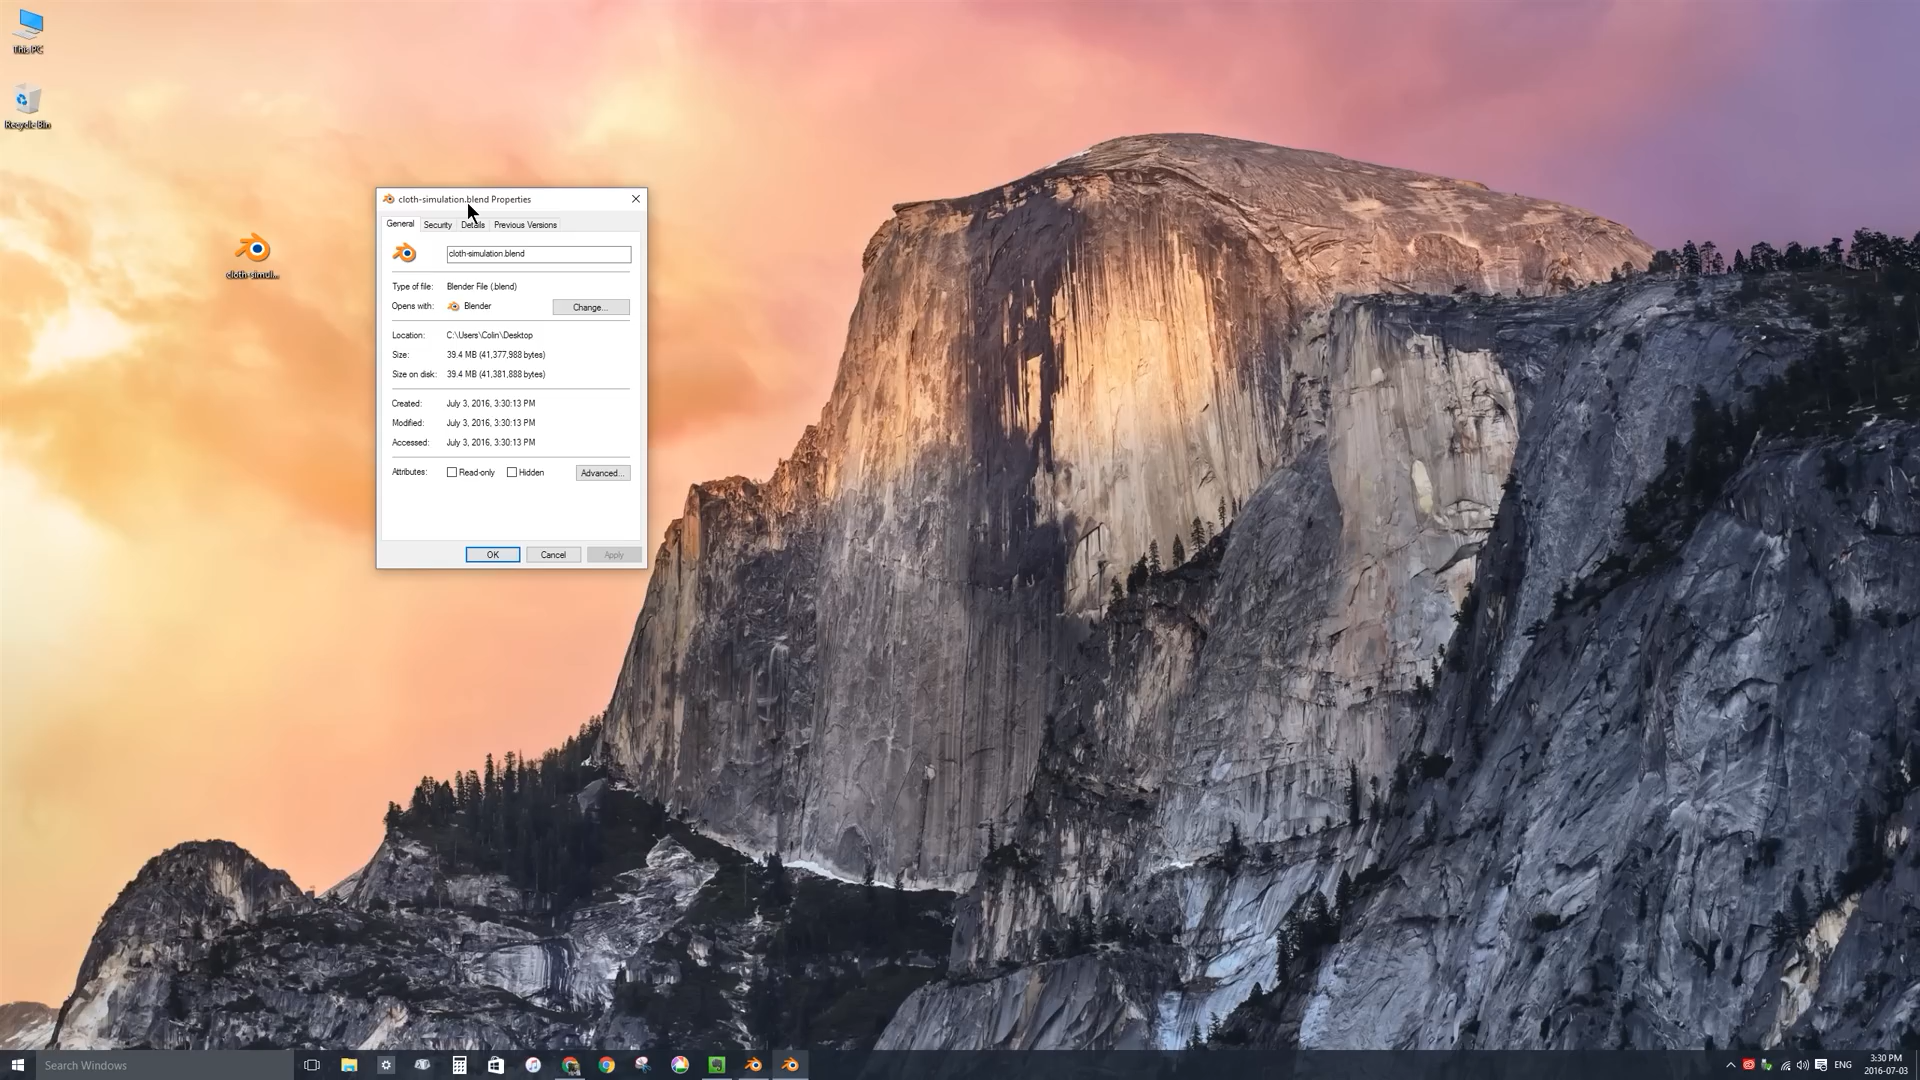 This PC
Recycle Bin
cloth-simul...
cloth-simulation.blend Properties
General Security Details Previous Versions
cloth-simulation.blend
Type of file: Blender File (.blend)
Opens with: Blender Change...
Location: C:\Users\Colin\Desktop
Size: 39.4 MB (41,377,988 bytes)
Size on disk: 39.4 MB (41,381,888 bytes)
Created: July 3, 2016, 3:30:13 PM
Modified: July 3, 2016, 3:30:13 PM
Accessed: July 3, 2016, 3:30:13 PM
Attributes: Read-only Hidden Advanced...
OK Cancel Apply
Search Windows
ENG
3:30 PM
2016-07-03